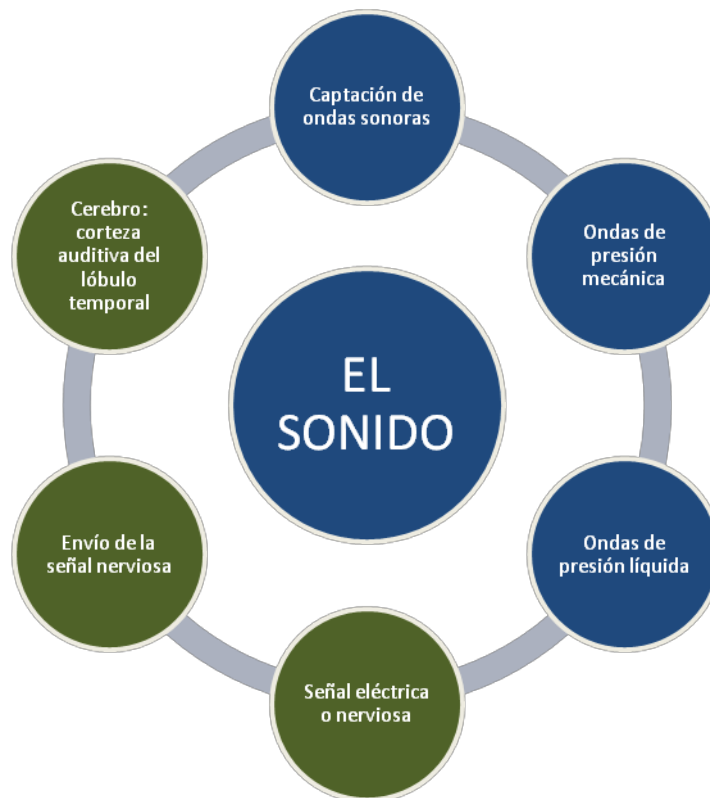 Captación de
ondas sonoras
Ondas de
presión
mecánica
Ondas de
presión líquida
Señal eléctrica
o nerviosa
Envío de la
señal nerviosa
Cerebro:
corteza
auditiva del
lóbulo
temporal
EL
SONIDO